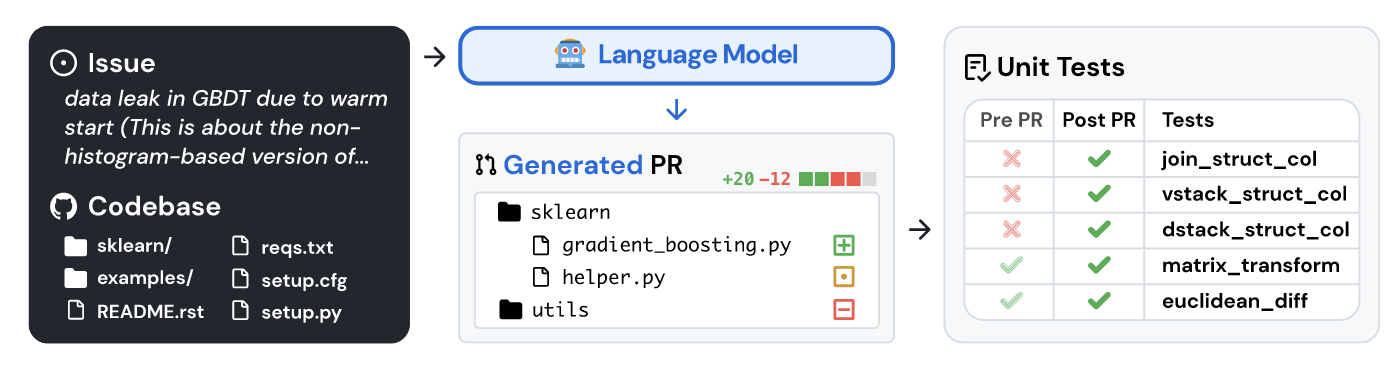 Issue
data leak in GBDT due to warm
start (This is about the non-
histogram-based version of...
Codebase
sklearn/
reqs.txt
examples/
setup.cfg
README.rst
setup.py
Language Model
Generated PR
+20 -12
sklearn
gradient_boosting.py
helper.py
utils
Unit Tests
Pre PR Post PR Tests
join_struct_col
vstack_struct_col
dstack_struct_col
matrix_transform
euclidean_diff